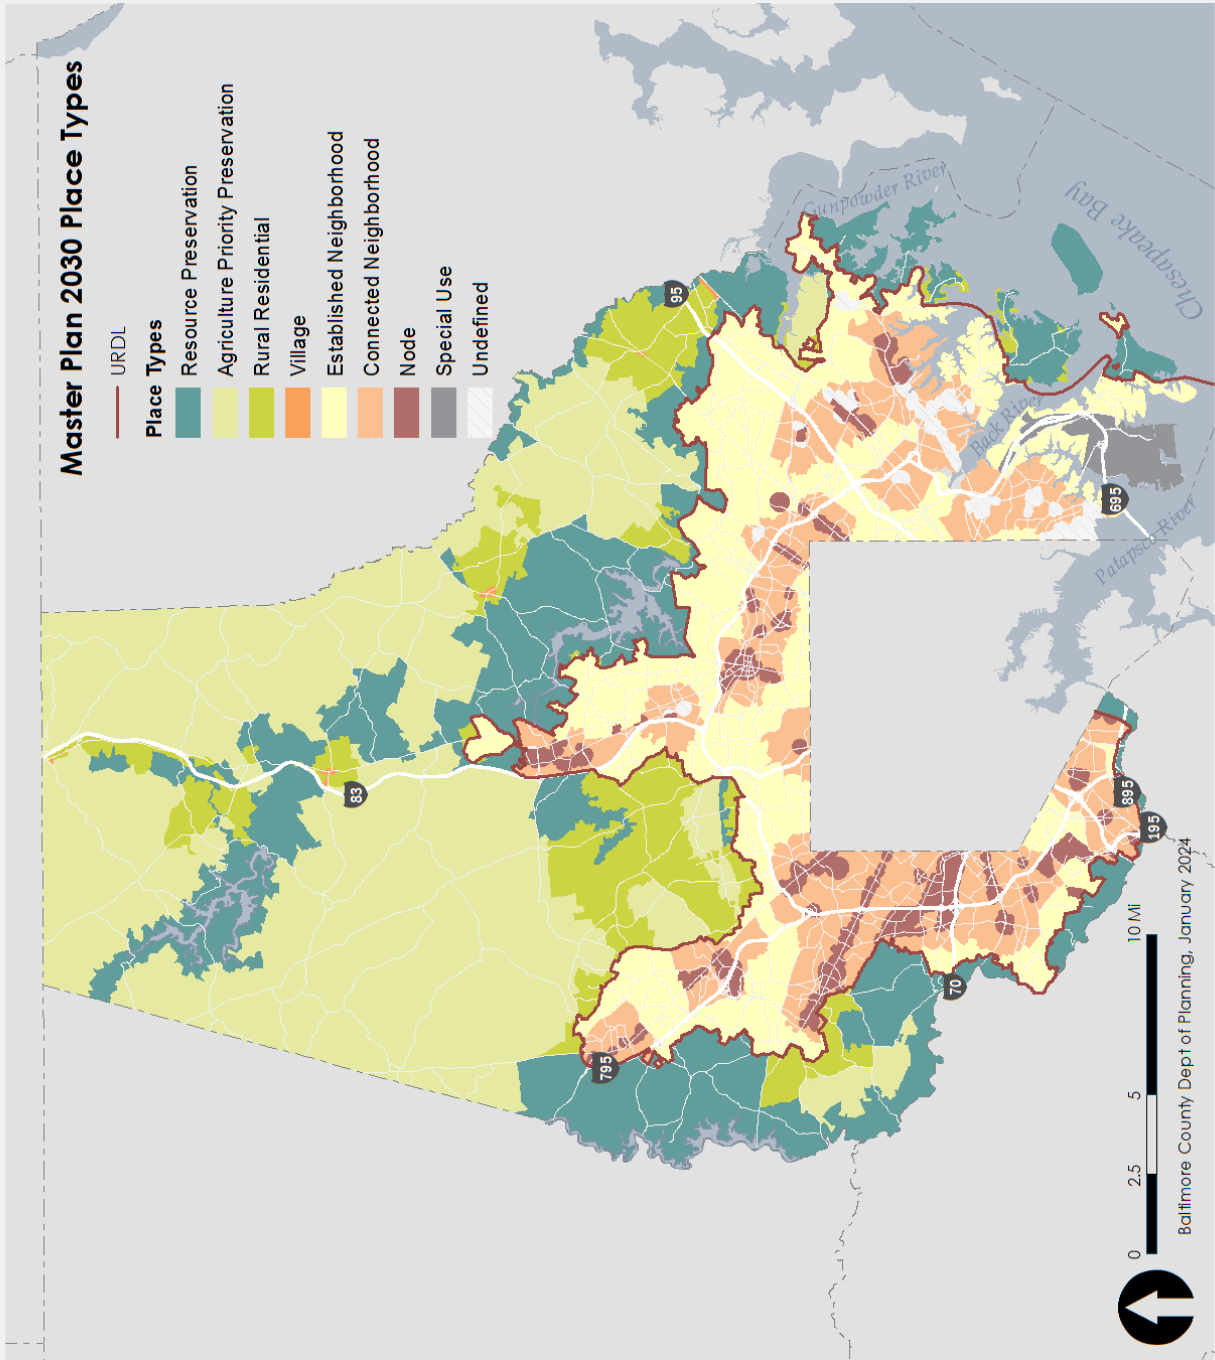 Master Plan 2030 Place Types
URDL
Place Types
Resource Preservation
Agriculture Priority Preservation
Rural Residential
Village
Established Neighborhood
Connected Neighborhood
Node
Special Use
Undefined
83
95
795
70
695
895
195
Gunpowder River
Chesapeake Bay
Back River
Patapsco River
0 2.5 5 10 Mi
Baltimore County Dept of Planning, January 2024